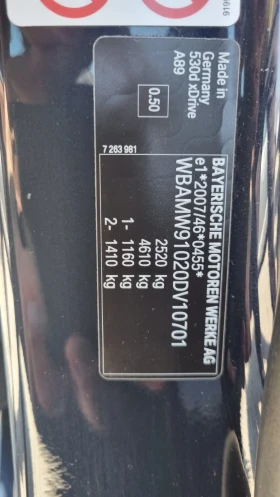 BAYERISCHE MOTOREN WERKE AG
e1*2007/46*0455*
WBAMW91020DV10701
2520 kg
4610 kg
1- 1160 kg
2- 1410 kg
7 263 981
0.50
Made in
Germany
530d xDrive
A89